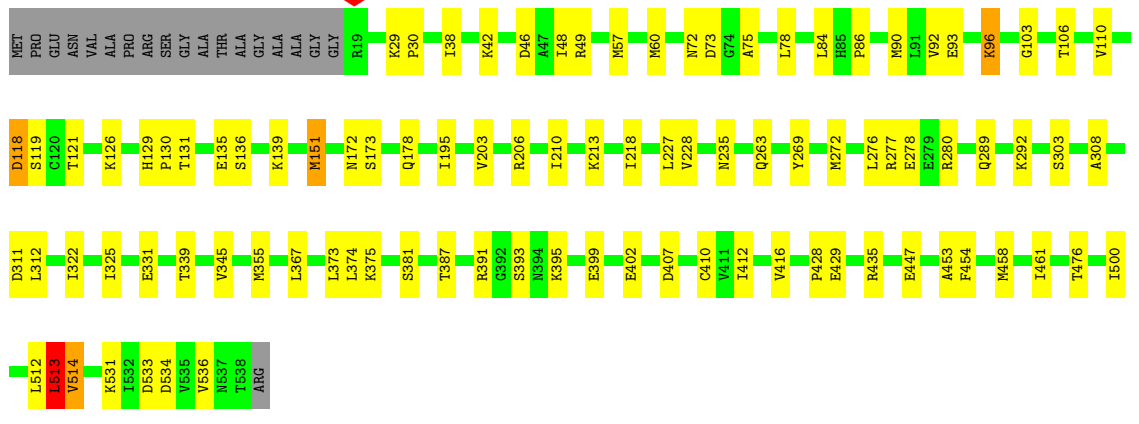 MET PRO GLU ASN VAL ALA PRO ARG SER GLY ALA THR ALA GLY ALA ALA GLY GLY R19 K29 P30 I38 K42 D46 A47 I48 R49 M57 M60 N72 D73 G74 A75 L78 L84 H85 P86 M90 L91 V92 E93 K96 G103 T106 V110
D118 S119 C120 T121 K126 H129 P130 T131 E135 S136 K139 M151 N172 S173 Q178 I195 V203 R206 I210 K213 I218 L227 V228 N235 Q263 Y269 M272 L276 R277 E278 E279 R280 Q289 K292 S303 A308
D311 L312 I322 I325 E331 T339 V345 M355 L367 L373 L374 K375 S381 T387 R391 G392 S393 N394 K395 E399 E402 D407 C410 V411 I412 V416 P428 E429 R435 E447 A453 F454 M458 I461 T476 I500
L512 L513 V514 K531 I532 D533 D534 V535 V536 N537 T538 ARG